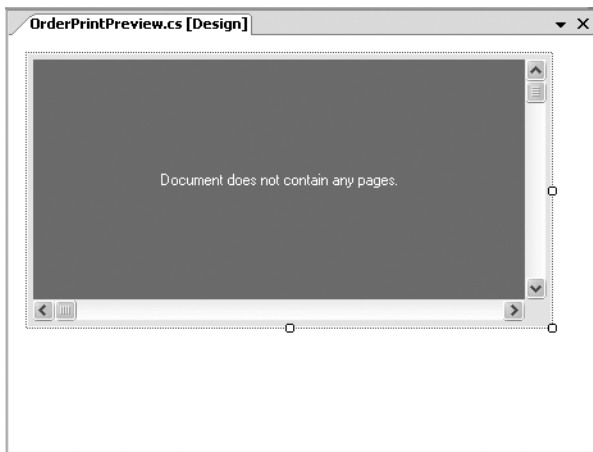 OrderPrintPreview.cs [Design]
Document does not contain any pages.